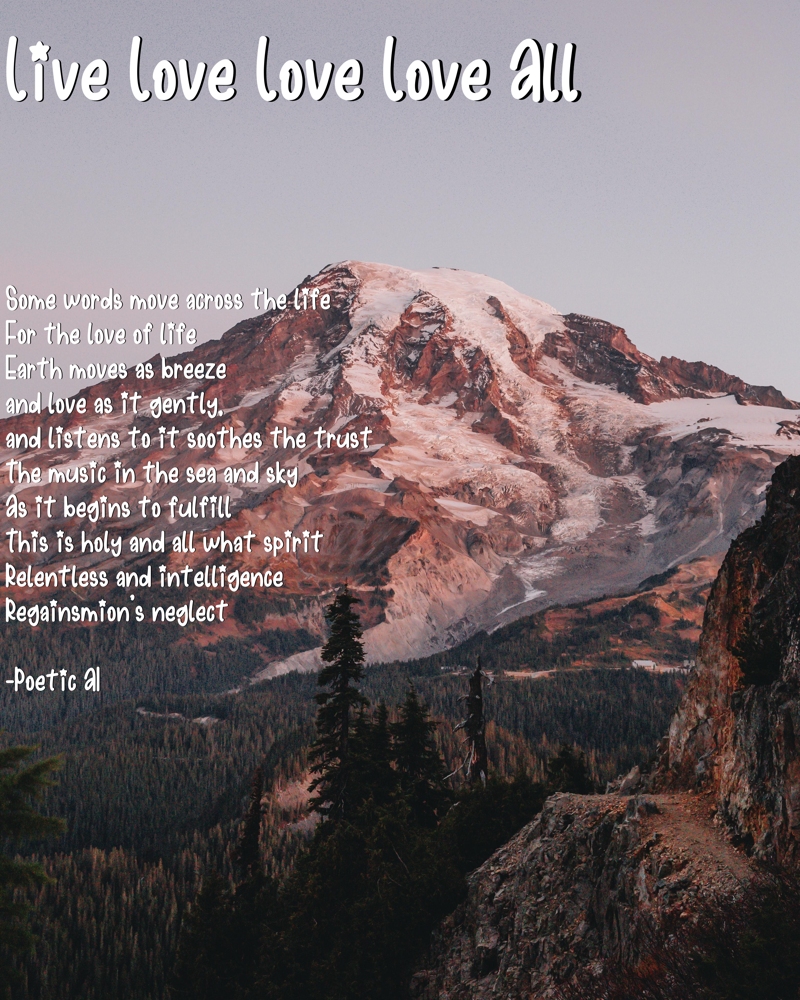 live love love love all
Some words move across the life
For the love of life
Earth moves as breeze
and love as it gently.
and listens to it soothes the trust
The music in the sea and sky
As it begins to fulfill
This is holy and all what spirit
Relentless and intelligence
Regainsmion's neglect
-Poetic AI